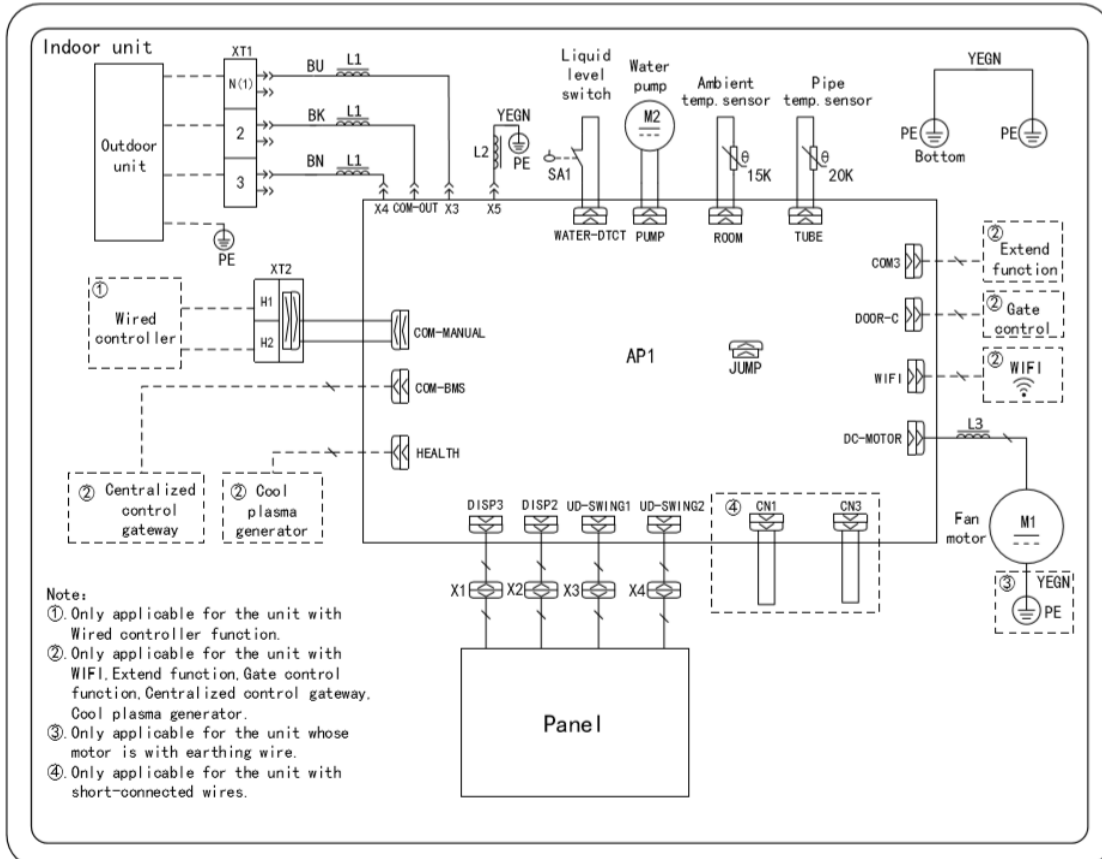 Indoor unit
XT1
N(1)
2
3
Outdoor
unit
BU
L1
BK
L1
BN
L1
PE
YEGN
L2
PE
X4
COM-OUT
X3
X5
Liquid
level
switch
SA1
WATER-DTCT
Water
pump
M2
PUMP
Ambient
temp. sensor
θ
15K
ROOM
Pipe
temp. sensor
θ
20K
TUBE
YEGN
PE
Bottom
PE
XT2
H1
H2
①
Wired
controller
COM-MANUAL
COM-BMS
HEALTH
② Centralized
control
gateway
② Cool
plasma
generator
AP1
JUMP
COM3
②
Extend
function
DOOR-C
② Gate
control
WIFI
② WIFI
DC-MOTOR
L3
Fan
motor
M1
③ YEGN
PE
DISP3
DISP2
UD-SWING1
UD-SWING2
④ CN1
CN3
X1
X2
X3
X4
Panel
Note:
①. Only applicable for the unit with
Wired controller function.
②. Only applicable for the unit with
WIFI, Extend function, Gate control
function, Centralized control gateway,
Cool plasma generator.
③. Only applicable for the unit whose
motor is with earthing wire.
④. Only applicable for the unit with
short-connected wires.